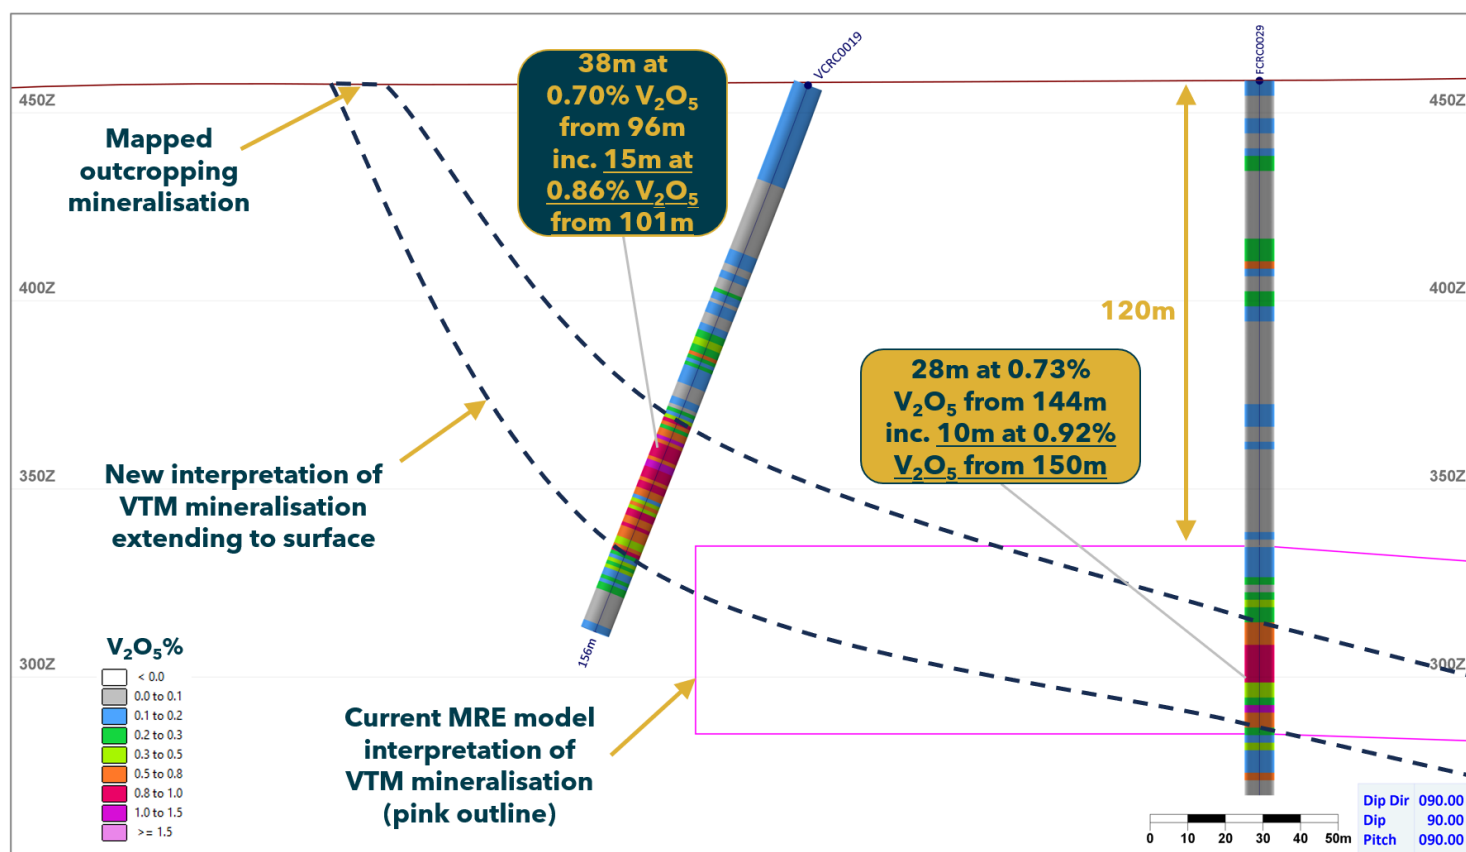 VCRC0019
FCRC0029
38m at
0.70% V₂O₅
from 96m
inc. 15m at
0.86% V₂O₅
from 101m
450Z
450Z
Mapped
outcropping
mineralisation
400Z
400Z
120m
28m at 0.73%
V₂O₅ from 144m
inc. 10m at 0.92%
V₂O₅ from 150m
350Z
350Z
New interpretation of
VTM mineralisation
extending to surface
156m
300Z
300Z
V₂O₅%
< 0.0
0.0 to 0.1
0.1 to 0.2
0.2 to 0.3
0.3 to 0.5
0.5 to 0.8
0.8 to 1.0
1.0 to 1.5
>= 1.5
Current MRE model
interpretation of
VTM mineralisation
(pink outline)
0 10 20 30 40 50m
Dip Dir 090.00
Dip 90.00
Pitch 090.00